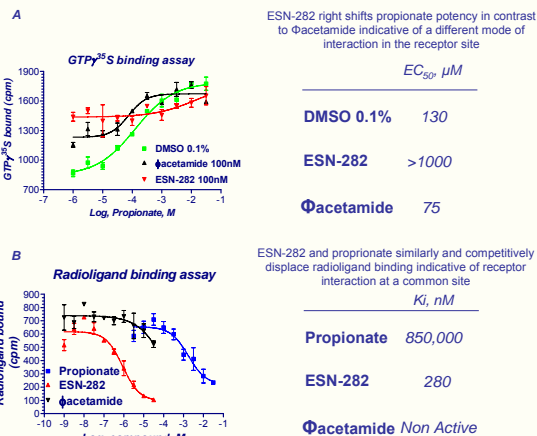 A
ESN-282 right shifts propionate potency in contrast
to Φacetamide indicative of a different mode of
interaction in the receptor site
GTPγ³⁵S binding assay
GTPγ³⁵S bound (cpm)
1900
1600
1300
1000
700
DMSO 0.1%
ϕacetamide 100nM
ESN-282 100nM
-7 -6 -5 -4 -3 -2 -1
Log, Propionate, M
EC50, µM
DMSO 0.1% 130
ESN-282 >1000
Φacetamide 75
B
ESN-282 and proprionate similarly and competitively
displace radioligand binding indicative of receptor
interaction at a common site
Radioligand binding assay
Radioligand bound
(cpm)
900
800
700
600
500
400
300
200
100
0
Propionate
ESN-282
ϕacetamide
-10 -9 -8 -7 -6 -5 -4 -3 -2 -1
Log, compound, M
Ki, nM
Propionate 850,000
ESN-282 280
Φacetamide Non Active